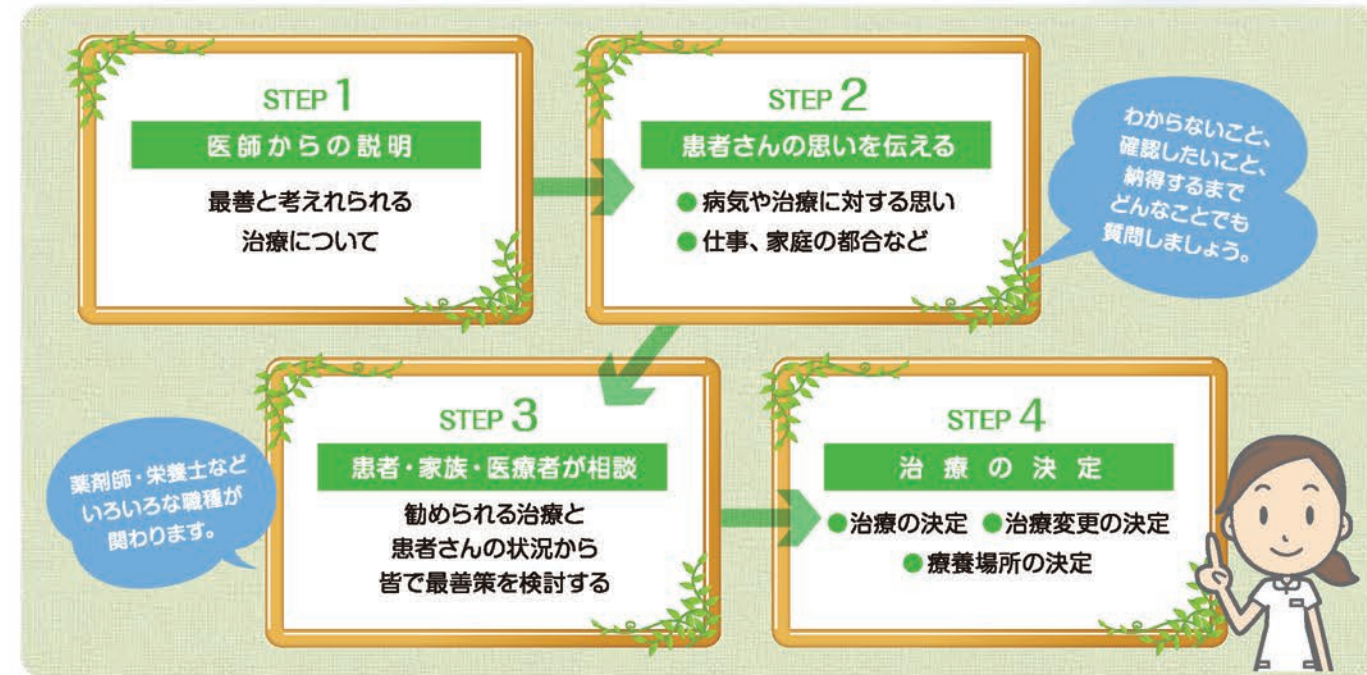 STEP 1
医師からの説明
最善と考えれられる
治療について
STEP 2
患者さんの思いを伝える
● 病気や治療に対する思い
● 仕事、家庭の都合など
わからないこと、
確認したいこと、
納得するまで
どんなことでも
質問しましょう。
STEP 3
患者・家族・医療者が相談
勧められる治療と
患者さんの状況から
皆で最善策を検討する
薬剤師・栄養士など
いろいろな職種が
関わります。
STEP 4
治療の決定
●治療の決定 ●治療変更の決定
●療養場所の決定